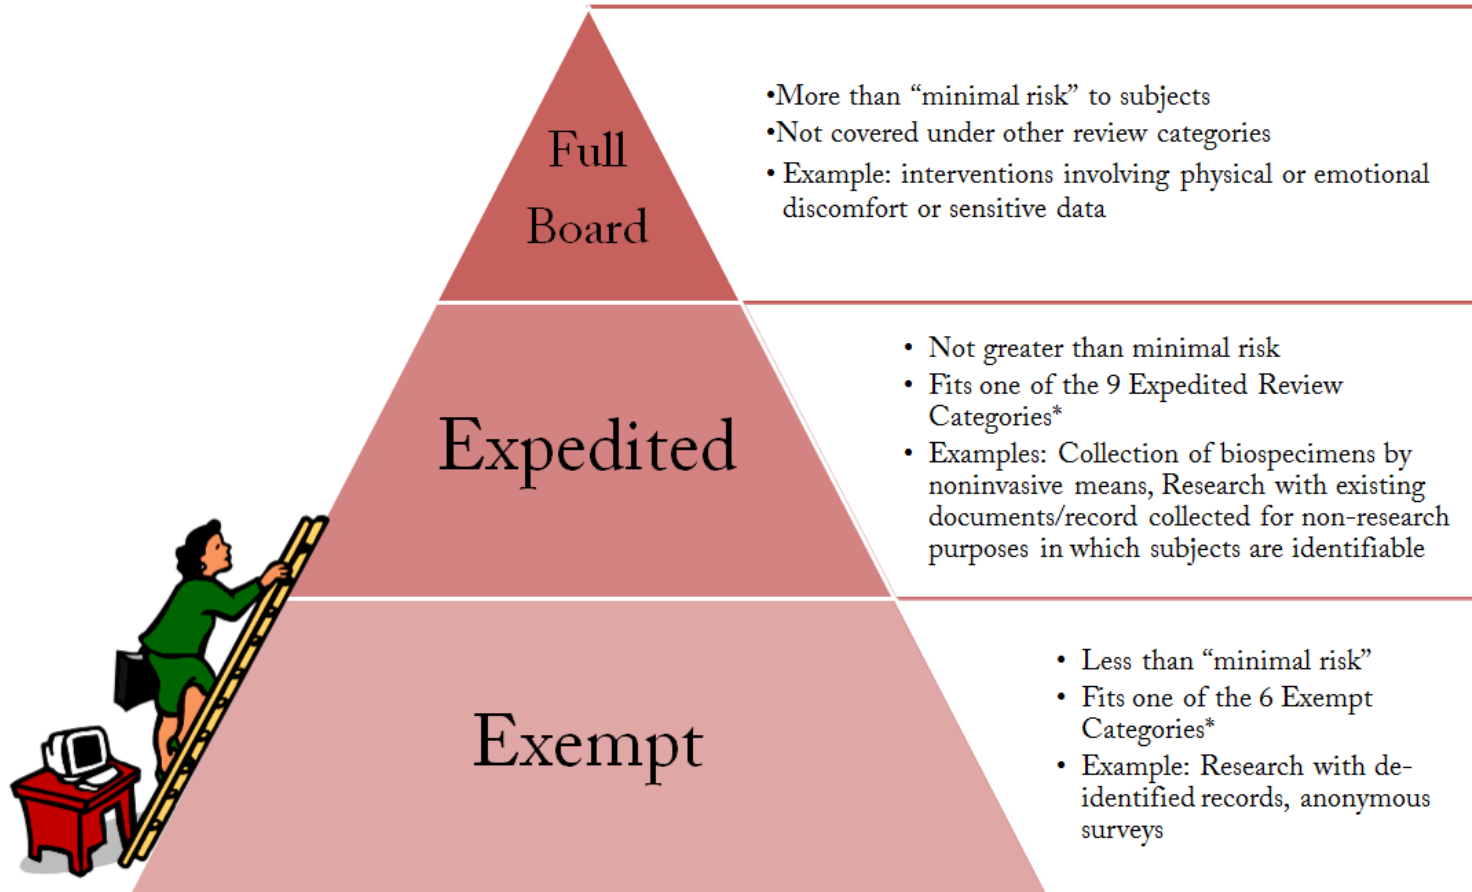 Full
Board
•More than “minimal risk” to subjects
•Not covered under other review categories
• Example: interventions involving physical or emotional
discomfort or sensitive data
Expedited
• Not greater than minimal risk
• Fits one of the 9 Expedited Review
Categories*
• Examples: Collection of biospecimens by
noninvasive means, Research with existing
documents/record collected for non-research
purposes in which subjects are identifiable
Exempt
• Less than “minimal risk”
• Fits one of the 6 Exempt
Categories*
• Example: Research with de-
identified records, anonymous
surveys